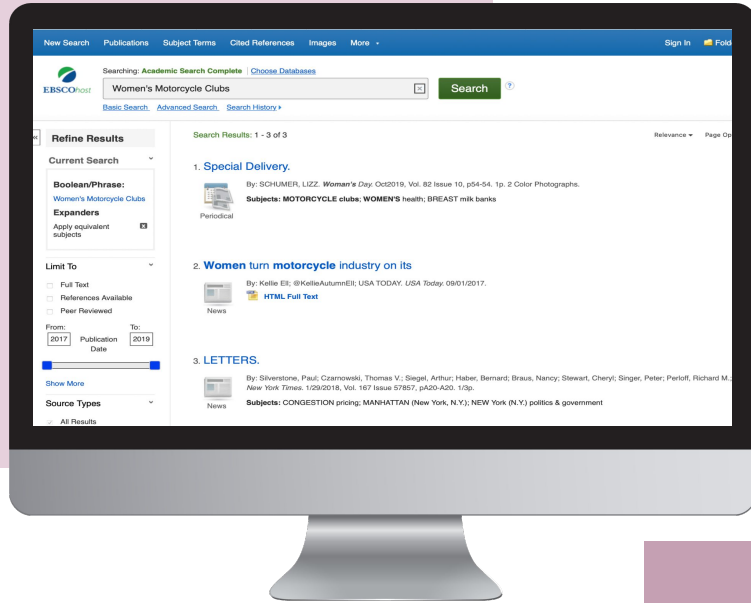 New Search Publications Subject Terms Cited References Images More
Sign In Folde
EBSCOhost
Searching: Academic Search Complete Choose Databases
Women's Motorcycle Clubs
Search ?
Basic Search Advanced Search Search History
Refine Results
Search Results: 1 - 3 of 3
Relevance Page Op
Current Search
Boolean/Phrase:
Women's Motorcycle Clubs
Expanders
Apply equivalent
subjects
Limit To
Full Text
References Available
Peer Reviewed
From: To:
2017 Publication 2019
Date
Show More
Source Types
All Results
1. Special Delivery.
By: SCHUMER, LIZZ. Woman's Day. Oct2019, Vol. 82 Issue 10, p54-54. 1p. 2 Color Photographs.
Subjects: MOTORCYCLE clubs; WOMEN'S health; BREAST milk banks
Periodical
2. Women turn motorcycle industry on its
By: Kellie Ell; @KellieAutumnEll; USA TODAY. USA Today. 09/01/2017.
HTML Full Text
News
3. LETTERS.
By: Silverstone, Paul; Czarnowski, Thomas V.; Siegel, Arthur; Haber, Bernard; Braus, Nancy; Stewart, Cheryl; Singer, Peter; Perloff, Richard M.;
New York Times. 1/29/2018, Vol. 167 Issue 57857, pA20-A20. 1/3p.
Subjects: CONGESTION pricing; MANHATTAN (New York, N.Y.); NEW York (N.Y.) politics & government
News